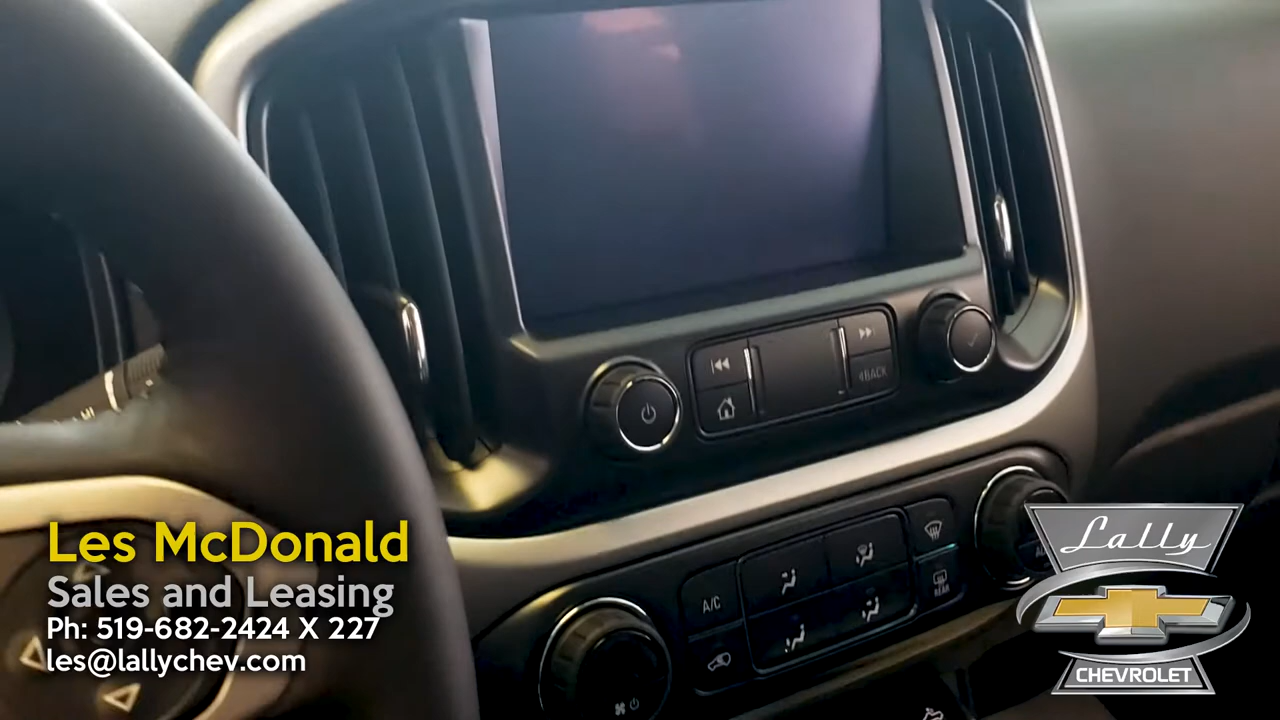 BACK
A/C
REAR
Les McDonald
Sales and Leasing
Ph: 519-682-2424 X 227
les@lallychev.com
Lally
CHEVROLET